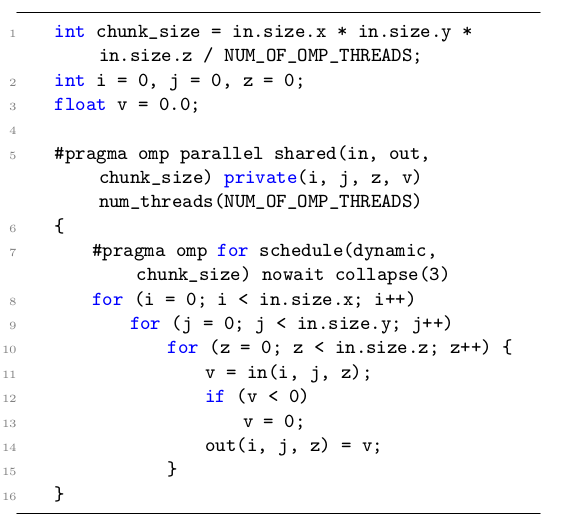 1 int chunk_size = in.size.x * in.size.y *
in.size.z / NUM_OF_OMP_THREADS;
2 int i = 0, j = 0, z = 0;
3 float v = 0.0;
4
5 #pragma omp parallel shared(in, out,
chunk_size) private(i, j, z, v)
num_threads(NUM_OF_OMP_THREADS)
6 {
7 #pragma omp for schedule(dynamic,
chunk_size) nowait collapse(3)
8 for (i = 0; i < in.size.x; i++)
9 for (j = 0; j < in.size.y; j++)
10 for (z = 0; z < in.size.z; z++) {
11 v = in(i, j, z);
12 if (v < 0)
13 v = 0;
14 out(i, j, z) = v;
15 }
16 }